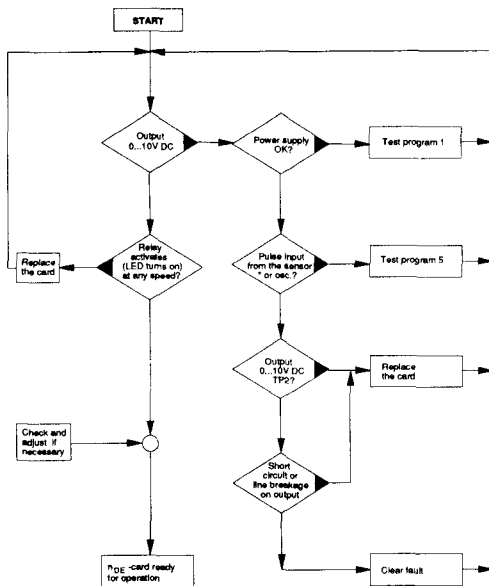 START
Output
0...10V DC
Power supply
OK?
Test program 1
Relay
activates
(LED turns on)
at any speed?
Replace
the card
Pulse input
from the sensor
* or osc.?
Test program 5
Output
0...10V DC
TP2?
Replace
the card
Check and
adjust if
necessary
Short
circuit or
line breakage
on output
nDE -card ready
for operation
Clear fault